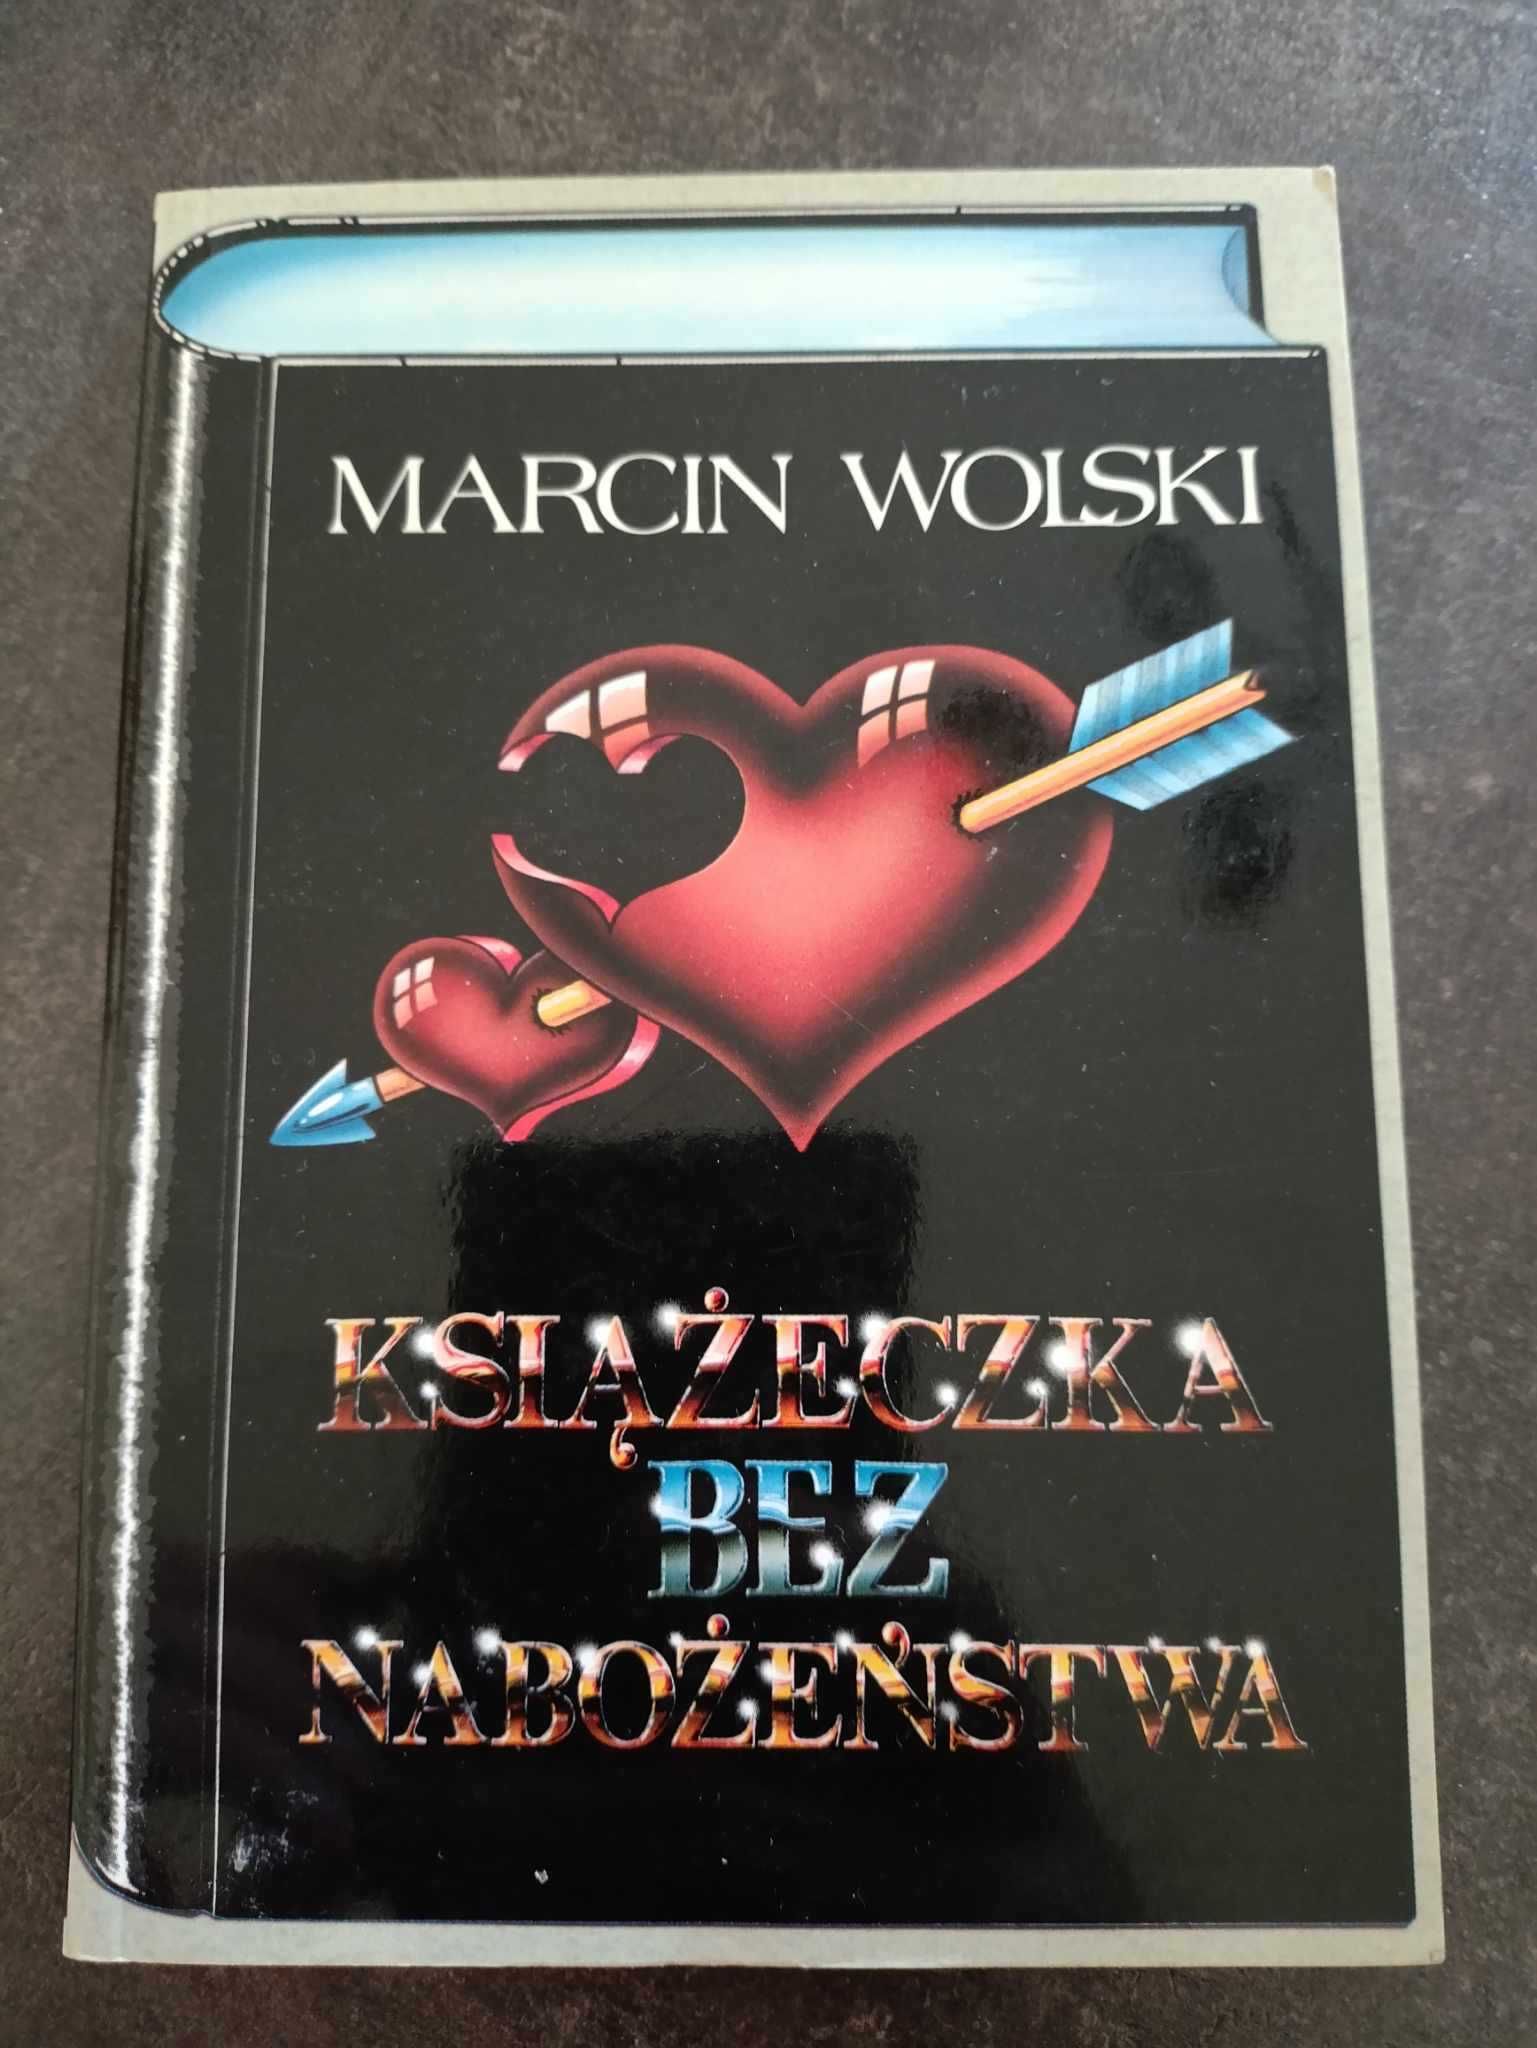 MARCIN WOLSKI
KSIĄŻECZKA
BEZ
NABOŻEŃSTWA